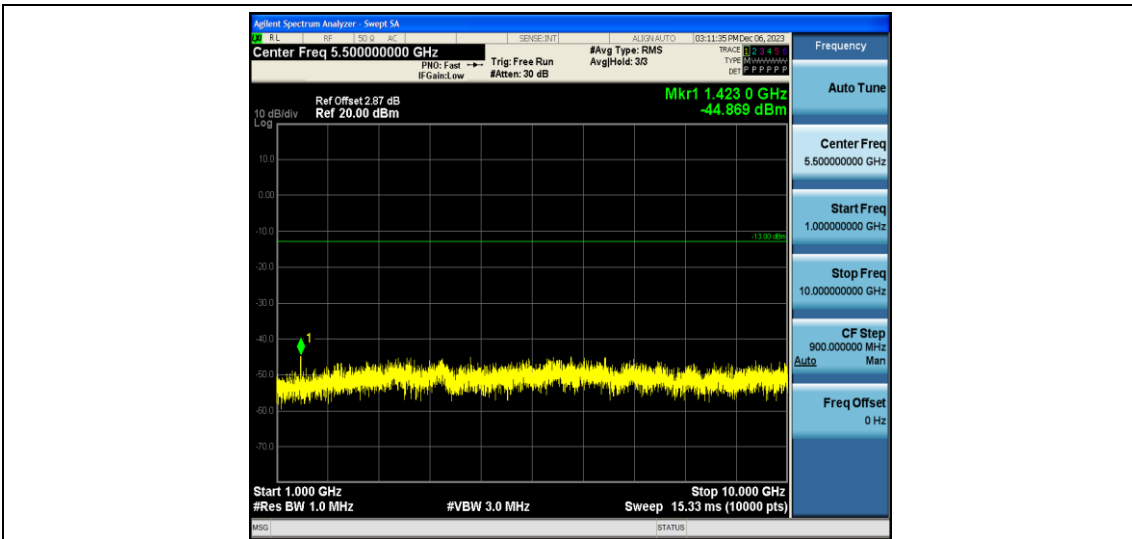 Agilent Spectrum Analyzer - Swept SA
RL RF 50 Ω AC SENSE:INT ALIGN AUTO 03:11:35 PM Dec 06, 2023
Center Freq 5.500000000 GHz
PNO: Fast
IFGain:Low
Trig: Free Run
#Atten: 30 dB
#Avg Type: RMS
Avg|Hold: 3/3
TRACE 1 2 3 4 5 6
TYPE M
DET P P P P P P
Mkr1 1.423 0 GHz
-44.869 dBm
Ref Offset 2.87 dB
10 dB/div Ref 20.00 dBm
Log
10.0
0.00
-10.0
-13.00 dBm
-20.0
-30.0
-40.0
1
-50.0
-60.0
-70.0
Start 1.000 GHz Stop 10.000 GHz
#Res BW 1.0 MHz #VBW 3.0 MHz Sweep 15.33 ms (10000 pts)
MSG STATUS
Frequency
Auto Tune
Center Freq
5.500000000 GHz
Start Freq
1.000000000 GHz
Stop Freq
10.000000000 GHz
CF Step
900.000000 MHz
Auto Man
Freq Offset
0 Hz